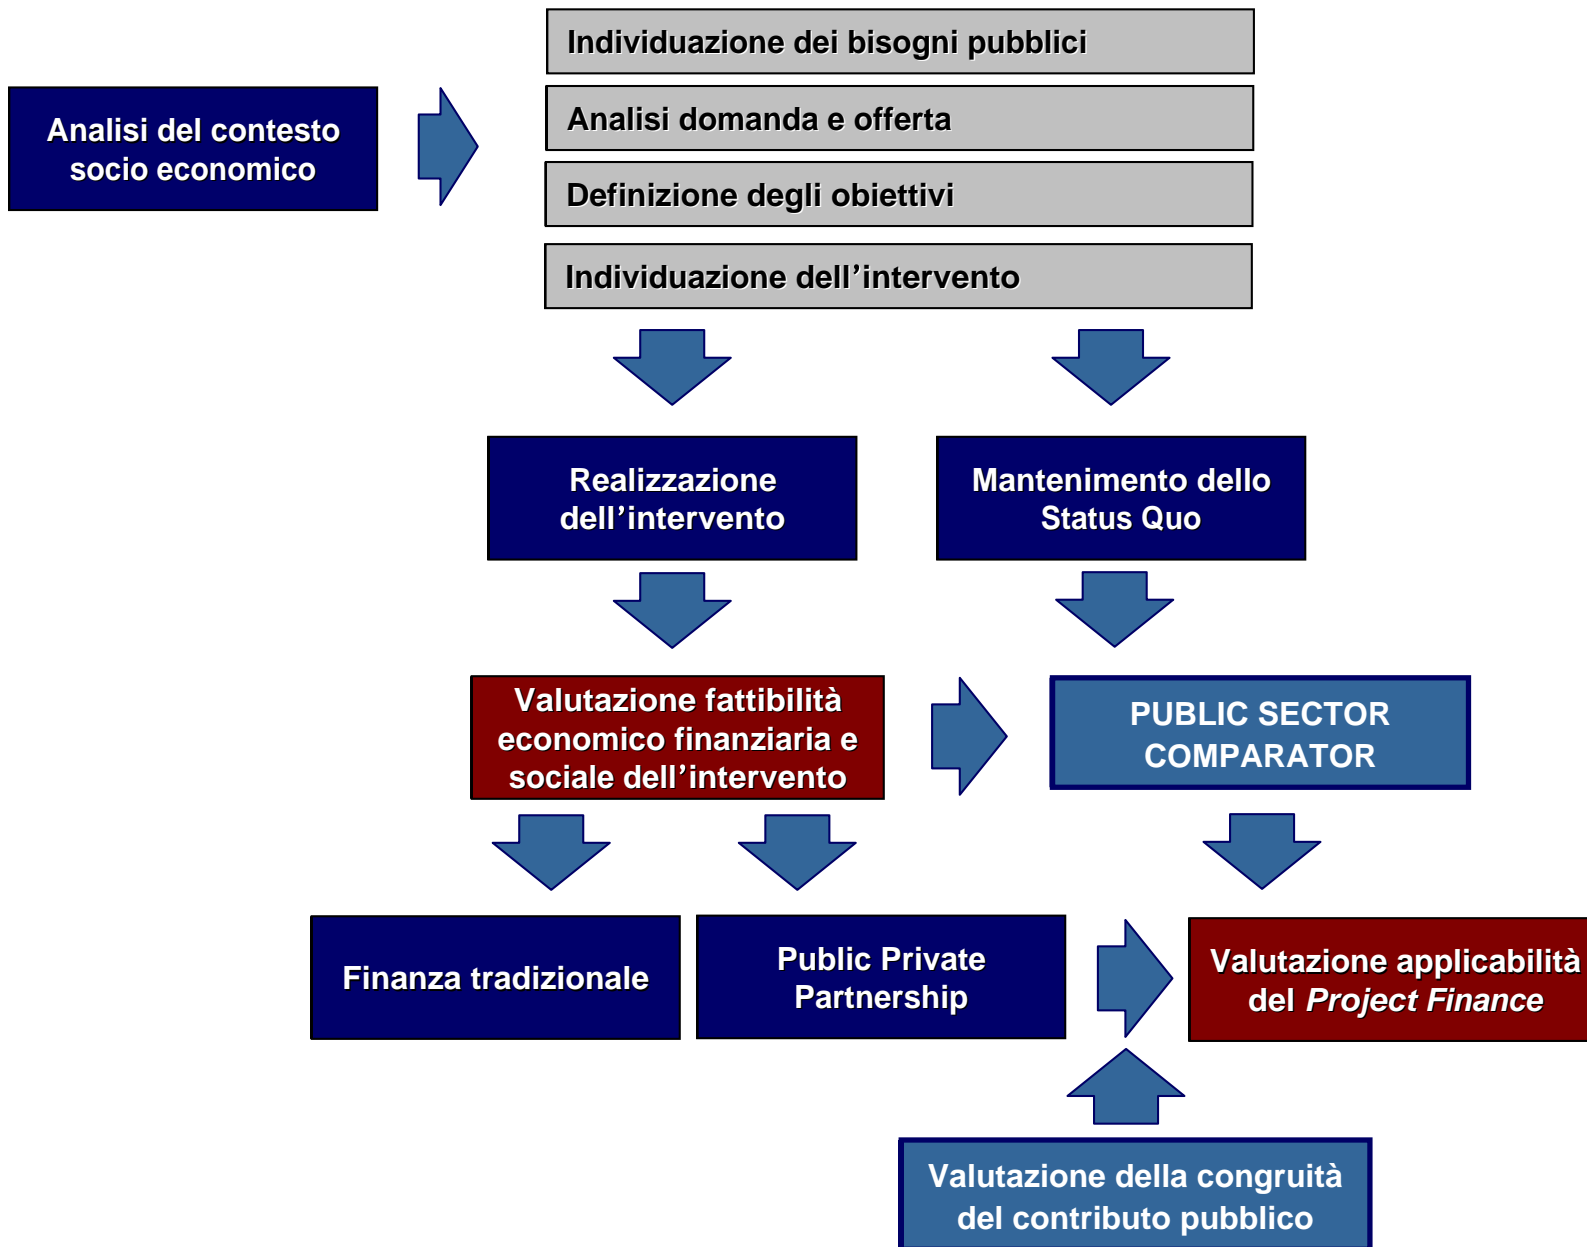 Individuazione dei bisogni pubblici
Analisi del contesto
socio economico
Analisi domanda e offerta
Definizione degli obiettivi
Individuazione dell’intervento
Realizzazione
dell’intervento
Mantenimento dello
Status Quo
Valutazione fattibilità
economico finanziaria e
sociale dell’intervento
PUBLIC SECTOR
COMPARATOR
Finanza tradizionale
Public Private
Partnership
Valutazione applicabilità
del Project Finance
Valutazione della congruità
del contributo pubblico